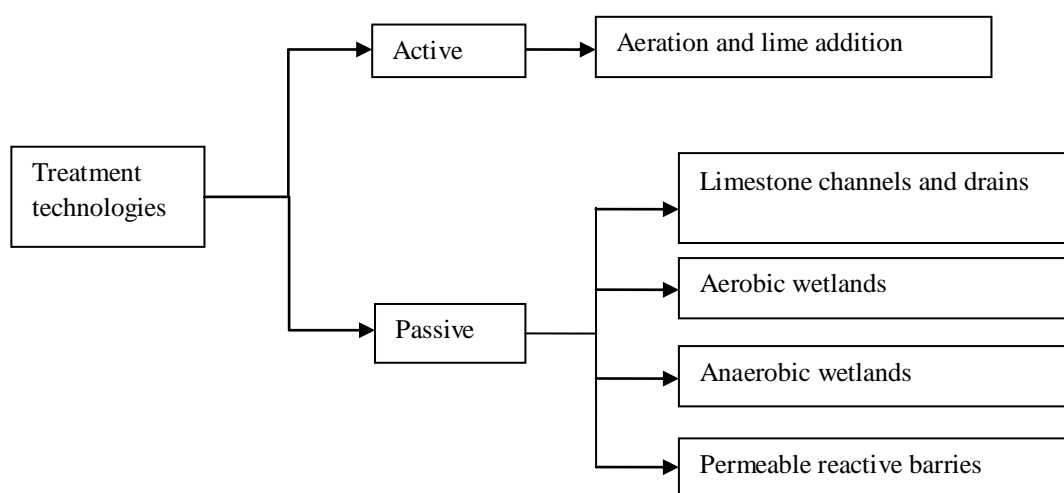 Active
Aeration and lime addition
Treatment
technologies
Limestone channels and drains
Aerobic wetlands
Passive
Anaerobic wetlands
Permeable reactive barries